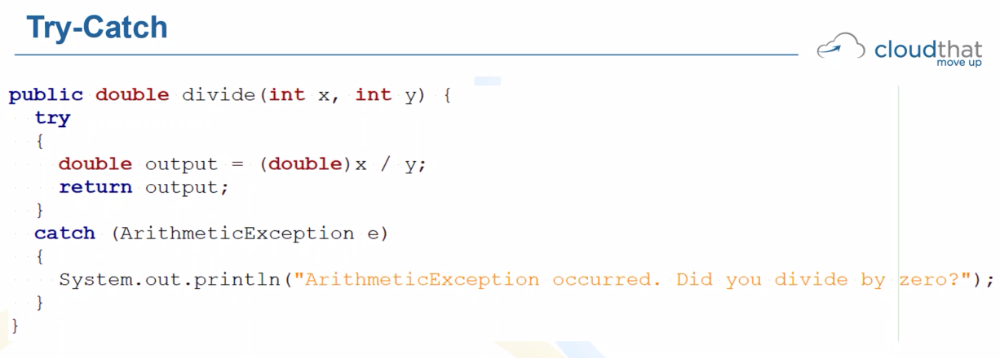 Try-Catch
cloudthat
move up
public double divide(int x, int y) {
try
{
double output = (double)x / y;
return output;
}
catch (ArithmeticException e)
{
System.out.println("ArithmeticException occurred. Did you divide by zero?");
}
}